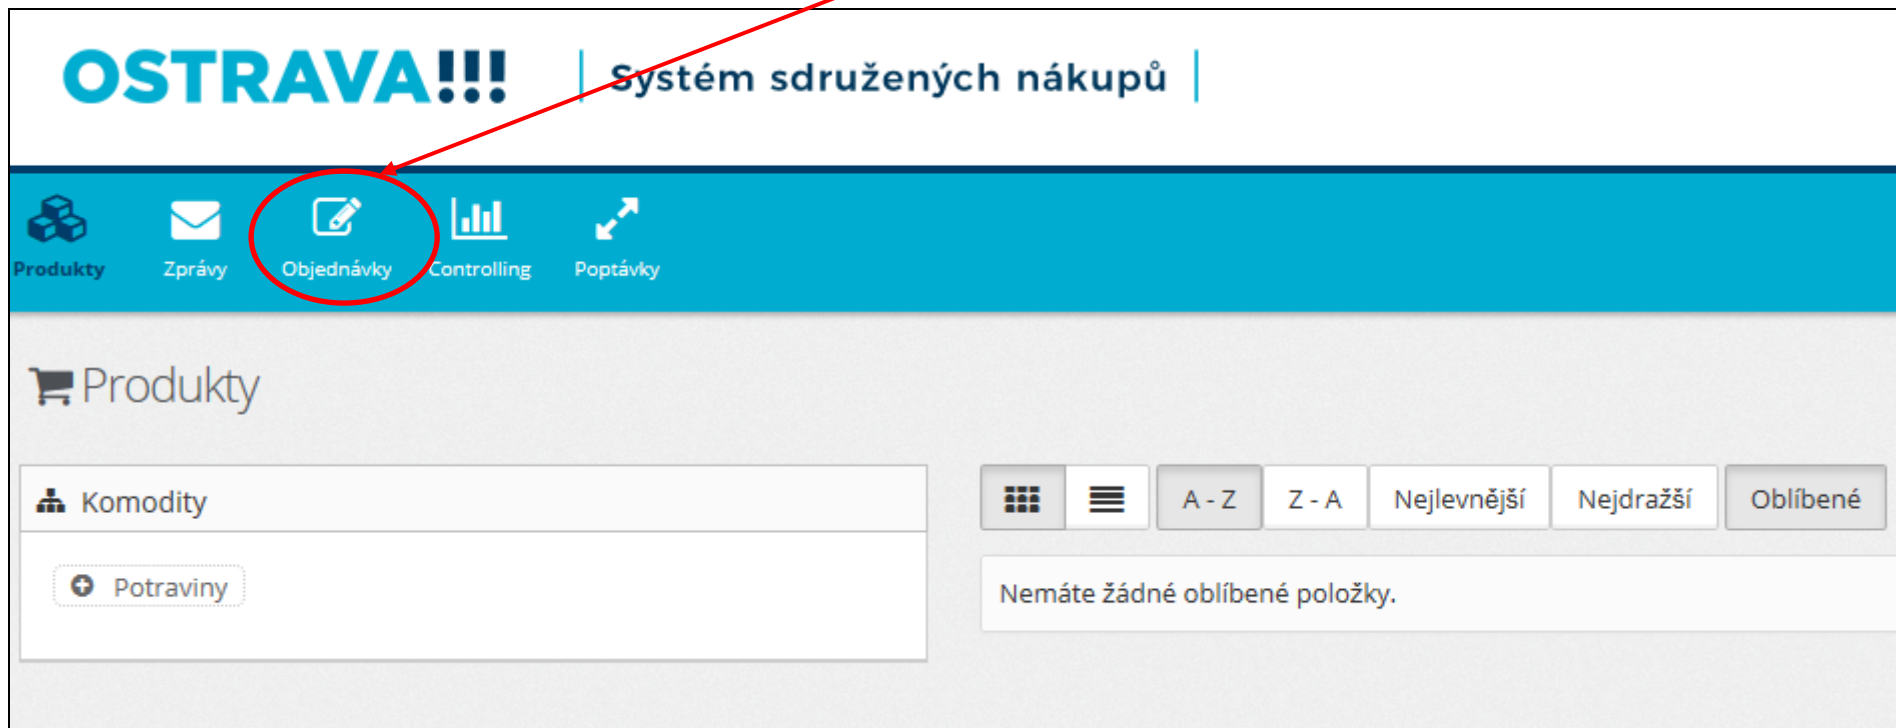 OSTRAVA!!! Systém sdružených nákupů
Produkty Zprávy Objednávky Controlling Poptávky
Produkty
Komodity
A - Z Z - A Nejlevnější Nejdražší Oblíbené
Potraviny
Nemáte žádné oblíbené položky.